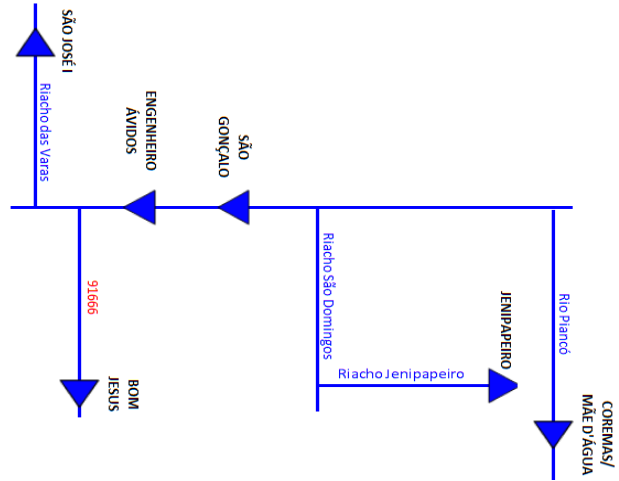 SÃO JOSÉ I
Riacho das Varas
ENGENHEIRO
ÁVIDOS
SÃO
GONÇALO
91666
BOM
JESUS
Riacho São Domingos
Riacho Jenipapeiro
JENIPAPEIRO
Rio Piancó
COREMAS/
MÃE D'ÁGUA